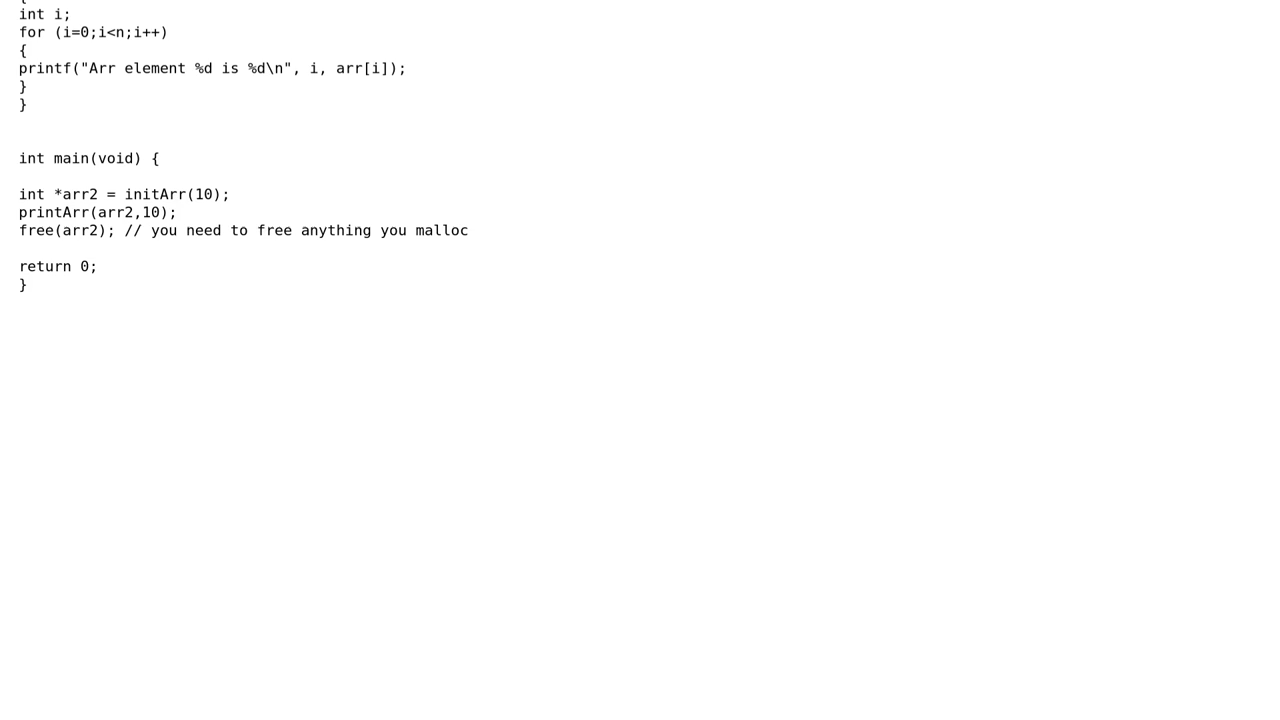 {
int i;
for (i=0;i<n;i++)
{
printf("Arr element %d is %d\n", i, arr[i]);
}
}
int main(void) {
int *arr2 = initArr(10);
printArr(arr2,10);
free(arr2); // you need to free anything you malloc
return 0;
}